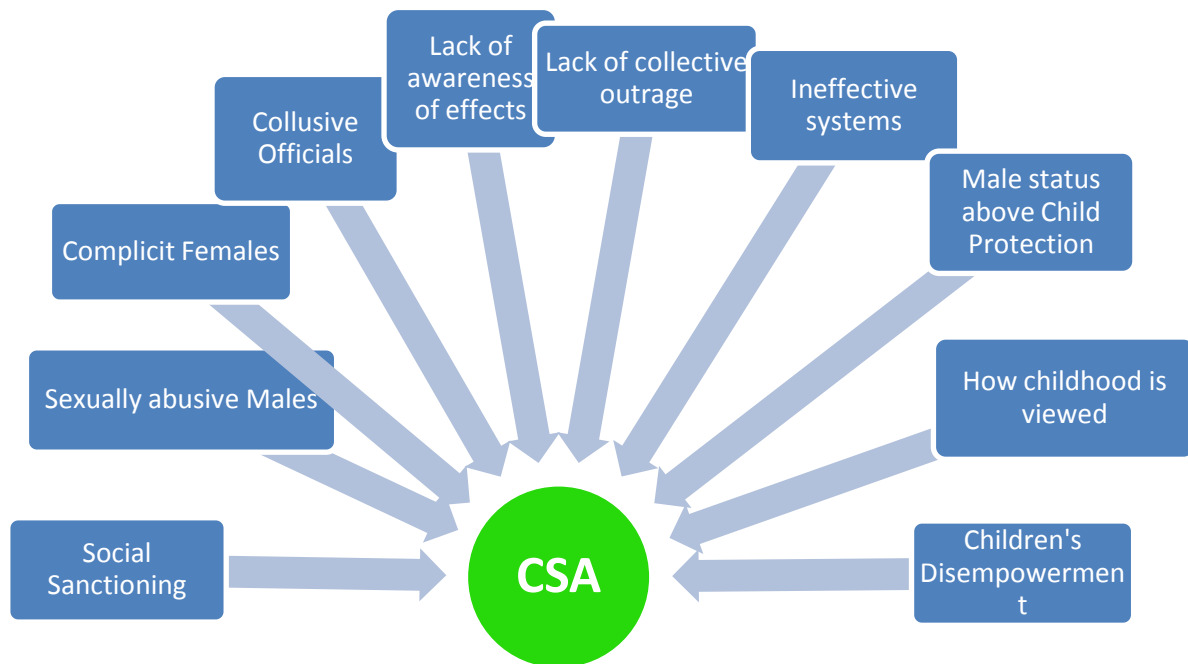 Lack of
awareness
of effects
Lack of collective
outrage
Ineffective
systems
Collusive
Officials
Male status
above Child
Protection
Complicit Females
How childhood is
viewed
Sexually abusive Males
Social
Sanctioning
CSA
Children's
Disempowermen
t